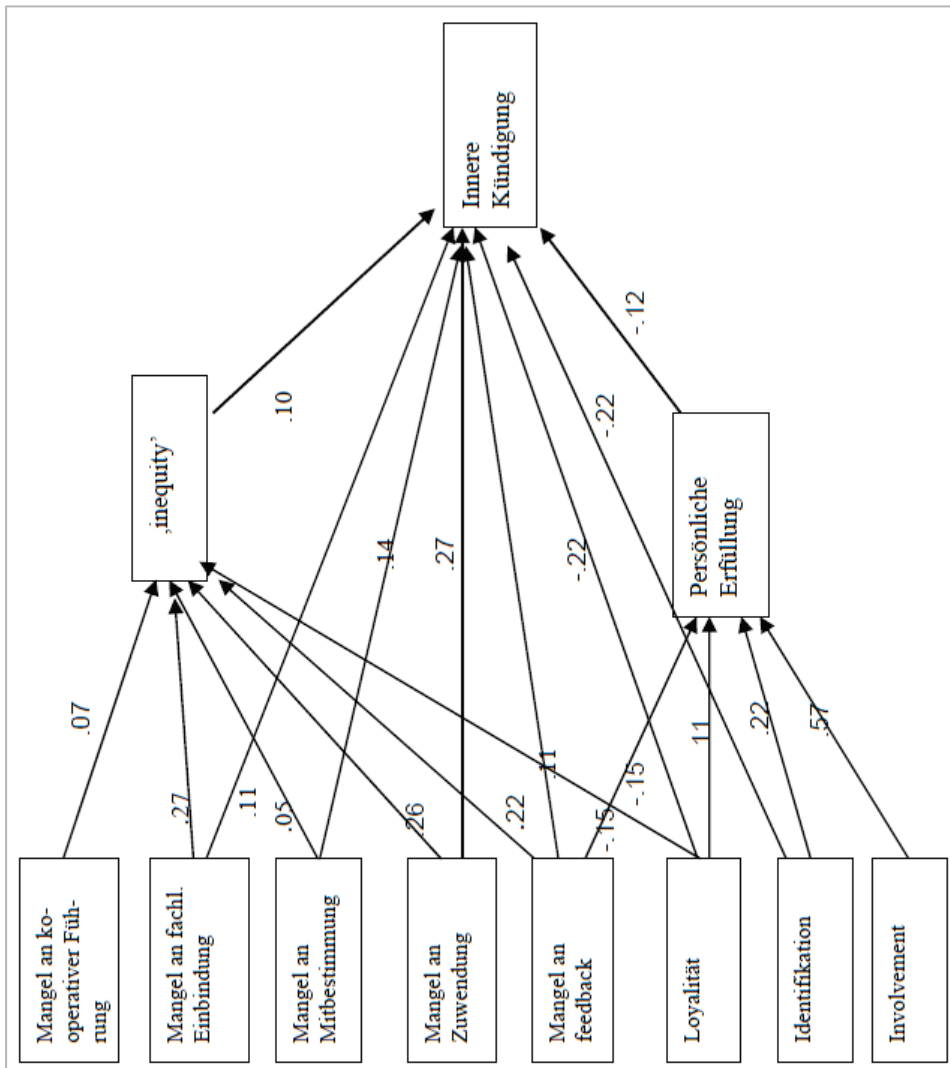 Mangel an ko-
operativer Füh-
rung
Mangel an fachl.
Einbindung
Mangel an
Mitbestimmung
Mangel an
Zuwendung
Mangel an
feedback
Loyalität
Identifikation
Involvement
.07
.27
.11
.05
.26
.22
.11
-.15
-.15
11
.22
.57
.14
.27
-.22
-.22
‚inequity’
Persönliche
Erfüllung
.10
-.12
Innere
Kündigung